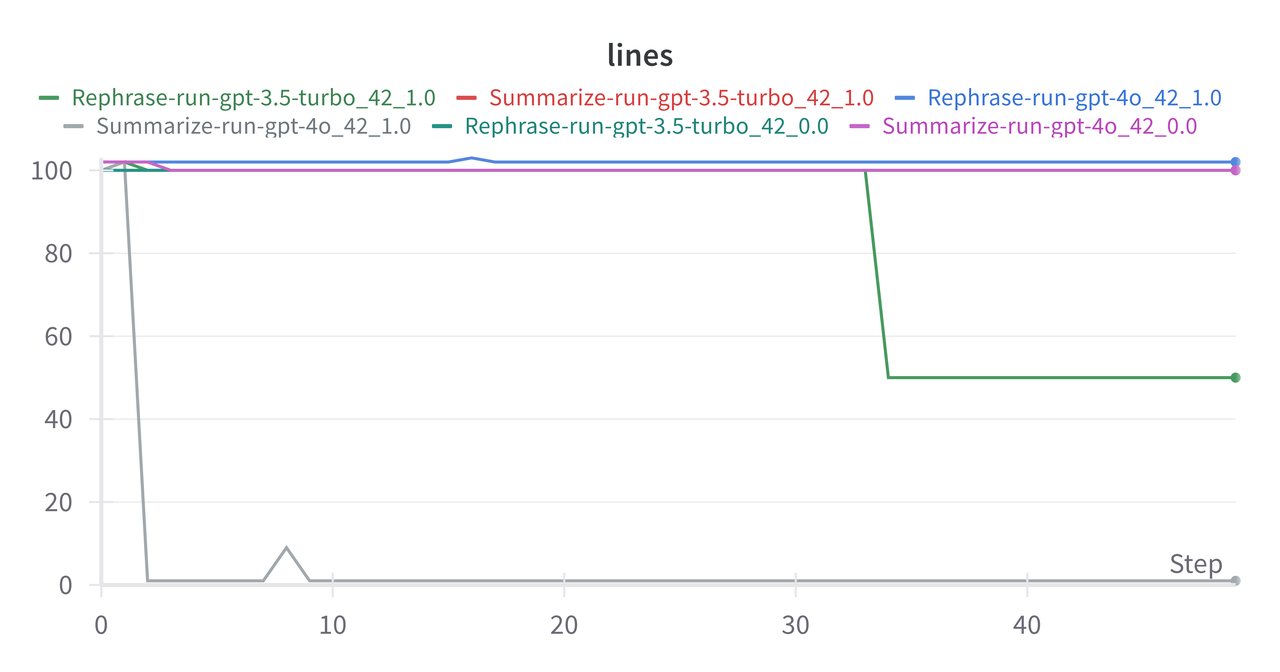 lines
Rephrase-run-gpt-3.5-turbo_42_1.0 Summarize-run-gpt-3.5-turbo_42_1.0 Rephrase-run-gpt-4o_42_1.0
Summarize-run-gpt-4o_42_1.0 Rephrase-run-gpt-3.5-turbo_42_0.0 Summarize-run-gpt-4o_42_0.0
100
80
60
40
20
0
Step
0 10 20 30 40